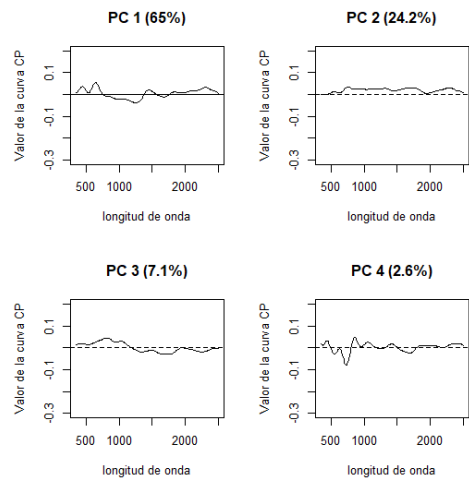 PC 1 (65%)
Valor de la curva CP
0.1
-0.1
-0.3
500 1000 2000
longitud de onda
PC 2 (24.2%)
Valor de la curva CP
0.1
-0.1
-0.3
500 1000 2000
longitud de onda
PC 3 (7.1%)
Valor de la curva CP
0.1
-0.1
-0.3
500 1000 2000
longitud de onda
PC 4 (2.6%)
Valor de la curva CP
0.1
-0.1
-0.3
500 1000 2000
longitud de onda